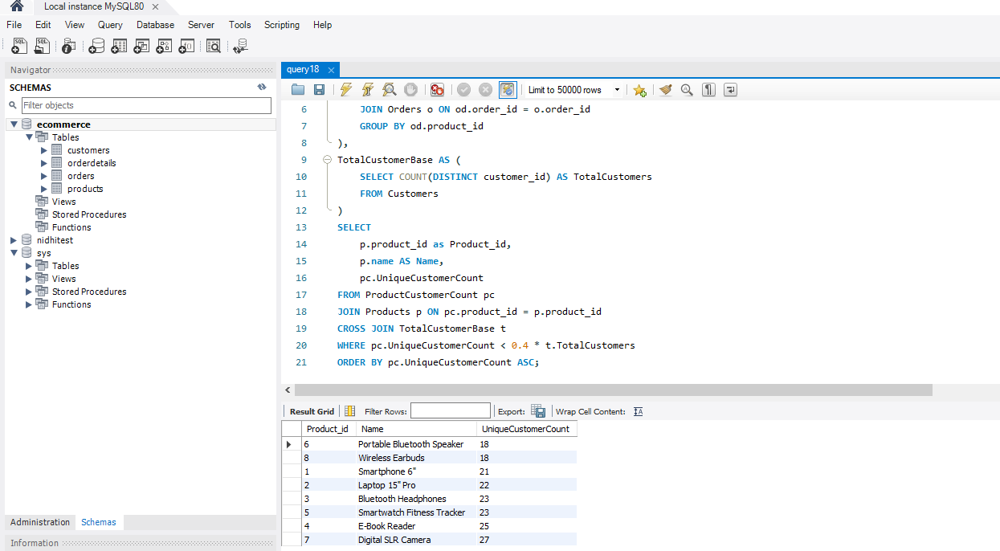 Local instance MySQL80 ×
File Edit View Query Database Server Tools Scripting Help
Navigator
SCHEMAS
Filter objects
ecommerce
Tables
customers
orderdetails
orders
products
Views
Stored Procedures
Functions
nidhitest
sys
Tables
Views
Stored Procedures
Functions
Administration Schemas
Information
query18 ×
Limit to 50000 rows
6 JOIN Orders o ON od.order_id = o.order_id
7 GROUP BY od.product_id
8 ),
9 TotalCustomerBase AS (
10 SELECT COUNT(DISTINCT customer_id) AS TotalCustomers
11 FROM Customers
12 )
13 SELECT
14 p.product_id as Product_id,
15 p.name AS Name,
16 pc.UniqueCustomerCount
17 FROM ProductCustomerCount pc
18 JOIN Products p ON pc.product_id = p.product_id
19 CROSS JOIN TotalCustomerBase t
20 WHERE pc.UniqueCustomerCount < 0.4 * t.TotalCustomers
21 ORDER BY pc.UniqueCustomerCount ASC;
Result Grid Filter Rows: Export: Wrap Cell Content:
Product_id Name UniqueCustomerCount
6 Portable Bluetooth Speaker 18
8 Wireless Earbuds 18
1 Smartphone 6" 21
2 Laptop 15" Pro 22
3 Bluetooth Headphones 23
5 Smartwatch Fitness Tracker 23
4 E-Book Reader 25
7 Digital SLR Camera 27